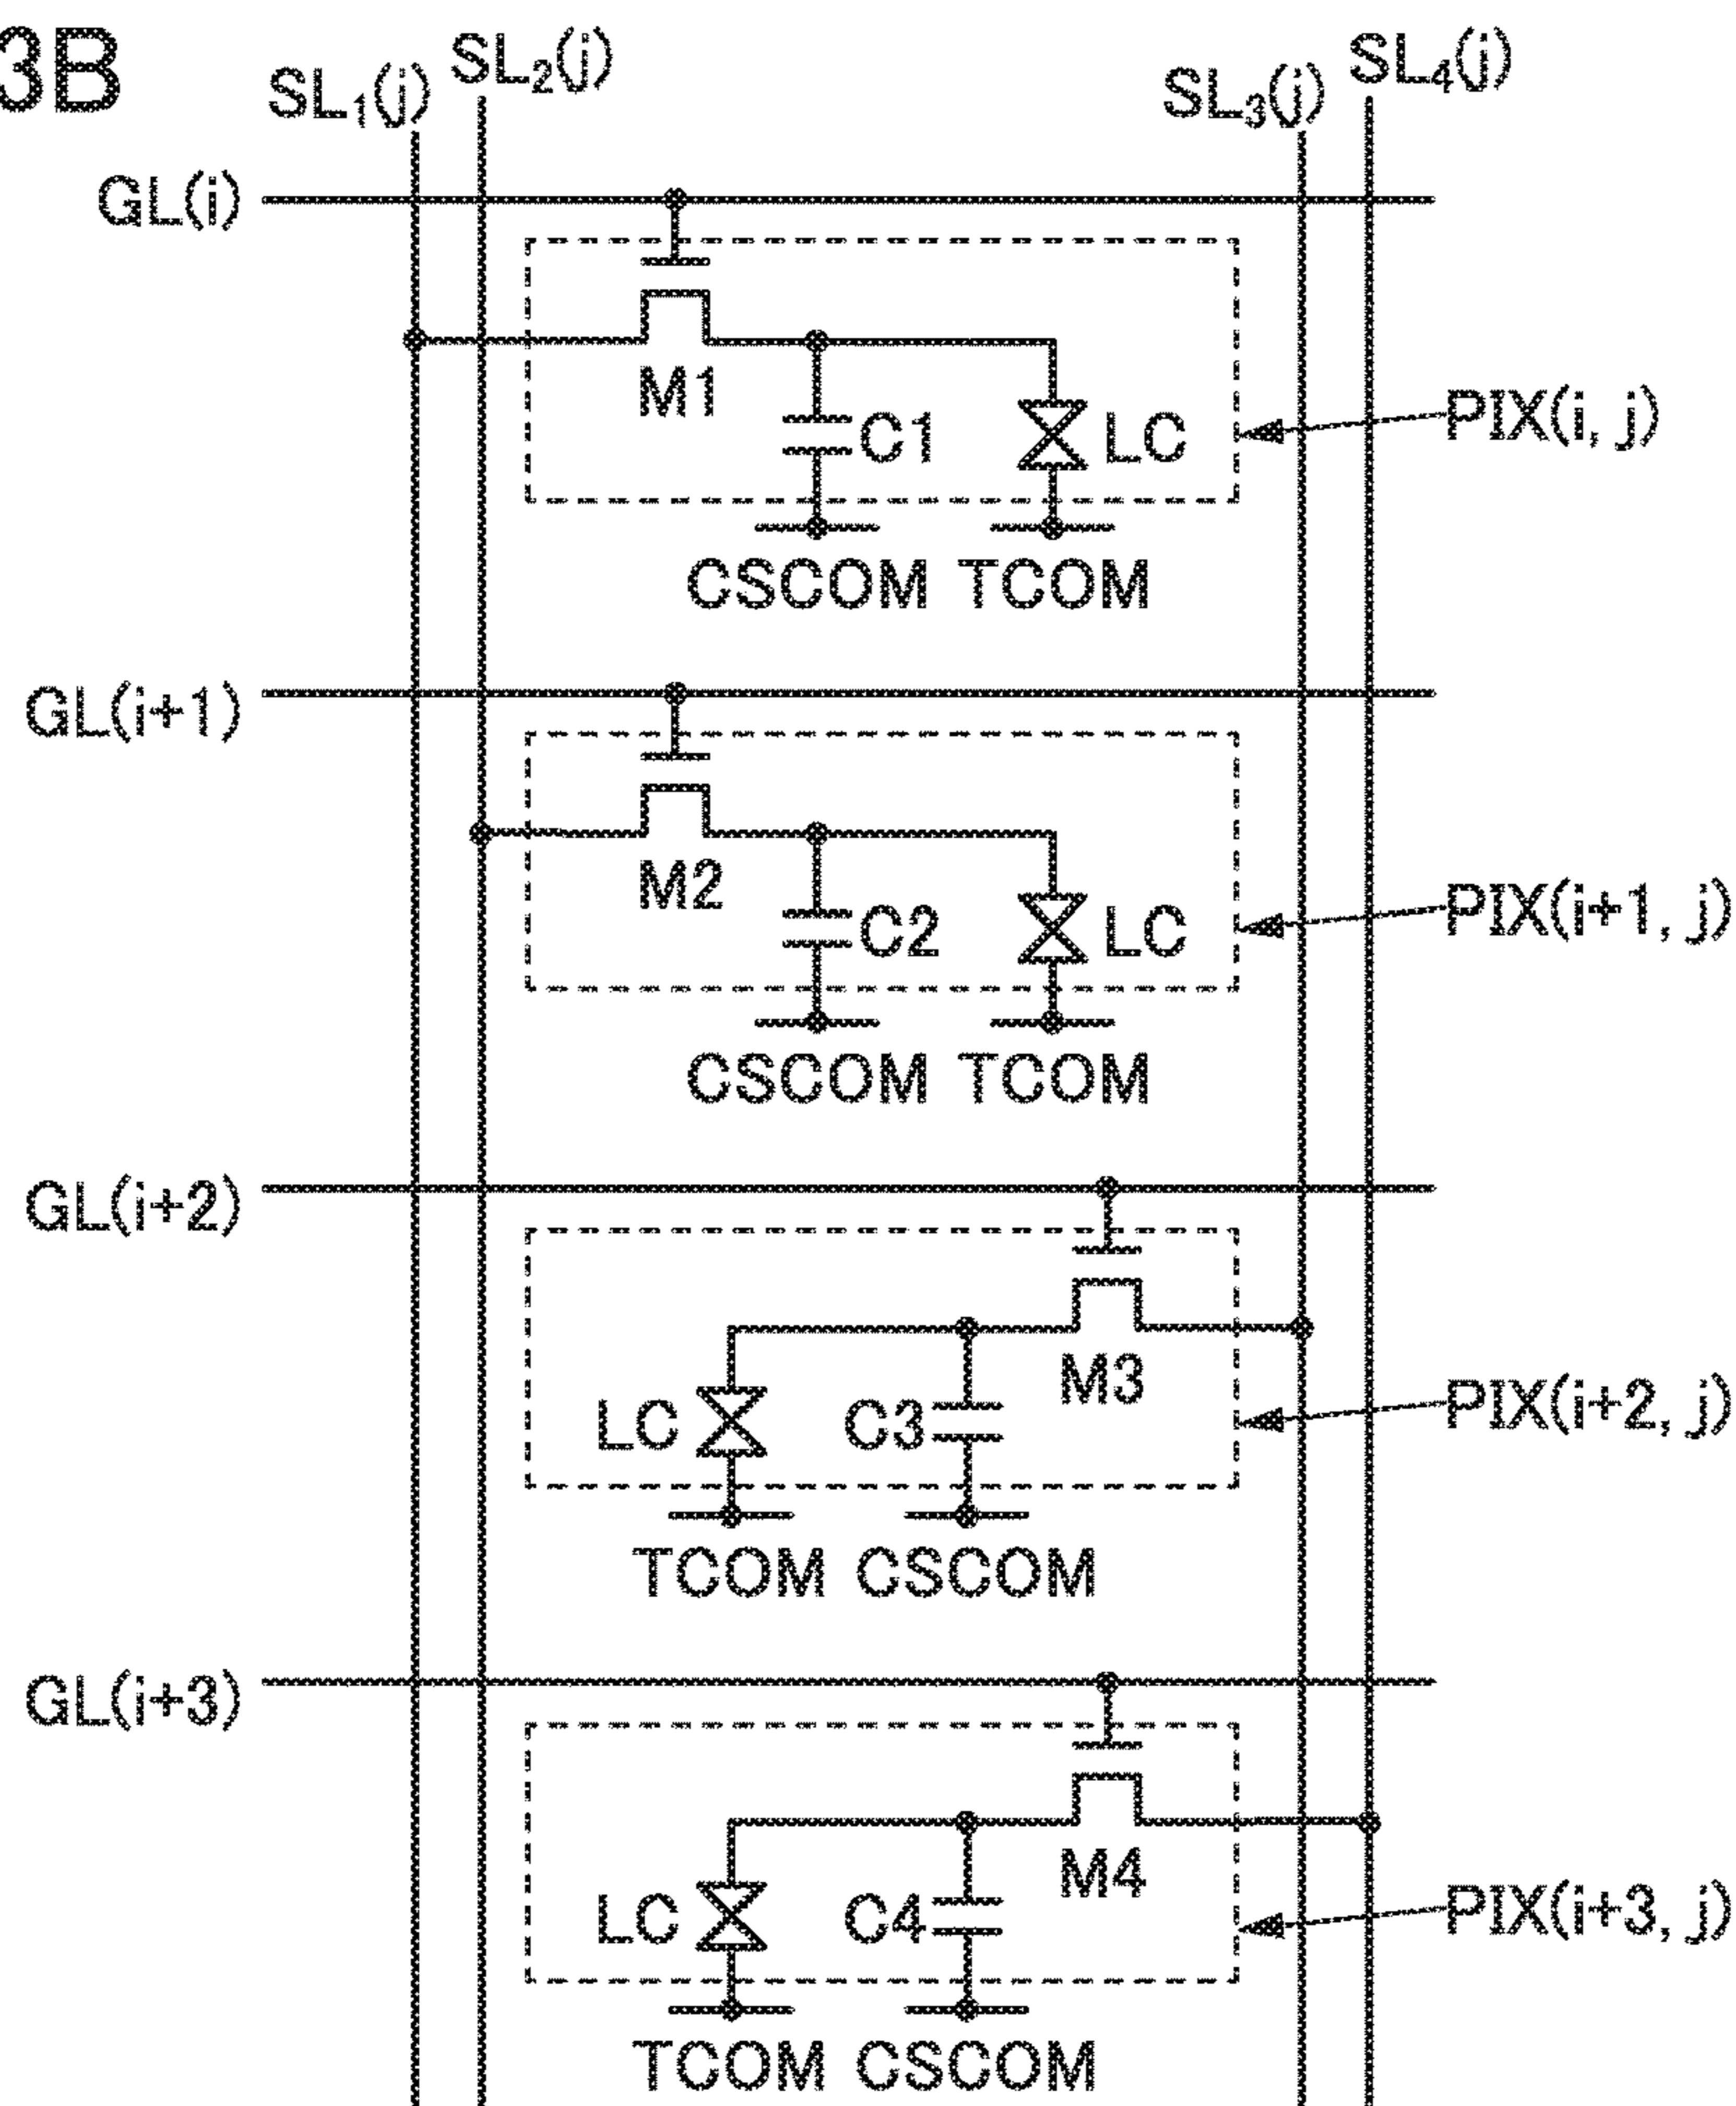 3B
SL₁(j) SL₂(j) SL₃(j) SL₄(j)
GL(i)
M1
C1 LC
PIX(i, j)
CSCOM TCOM
GL(i+1)
M2
C2 LC
PIX(i+1, j)
CSCOM TCOM
GL(i+2)
M3
LC C3
PIX(i+2, j)
TCOM CSCOM
GL(i+3)
M4
LC C4
PIX(i+3, j)
TCOM CSCOM